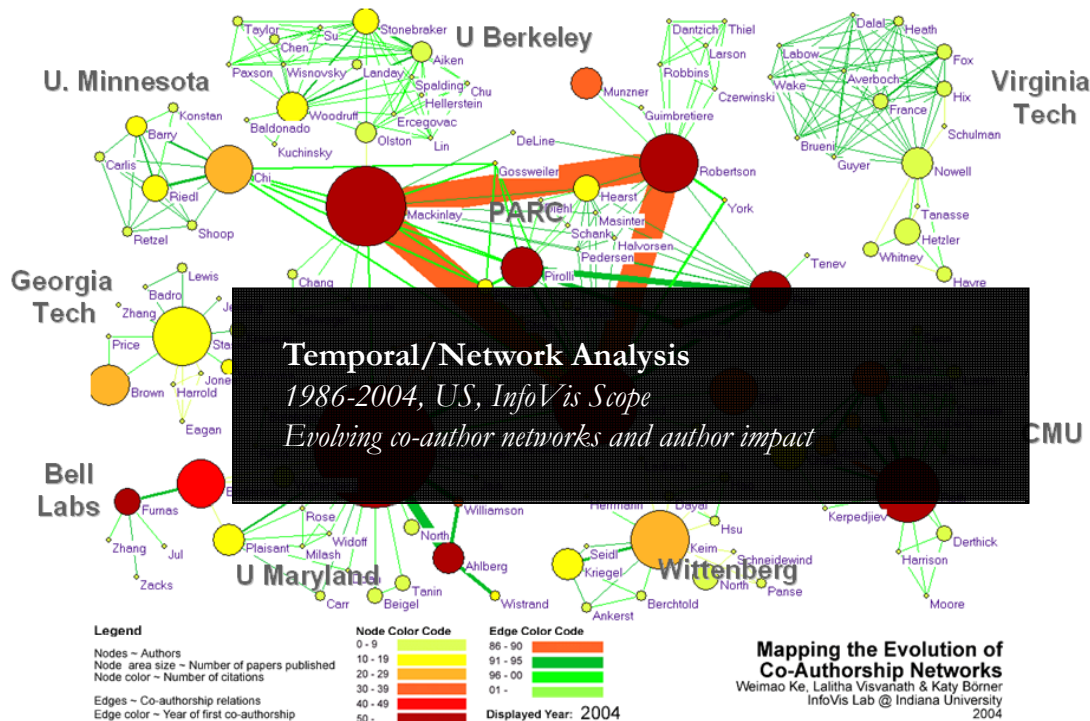 Taylor
Su
Stonebraker
Chen
U Berkeley
Aiken
Paxson
Wisnovsky
Landay
Spalding
Chu
Hellerstein
Woodruff
Ercegovac
Baldonado
Olston
Lin
Kuchinsky
U. Minnesota
Konstan
Barry
Carlis
Chi
Riedl
Retzel
Shoop
Dantzich
Thiel
Larson
Robbins
Munzner
Czerwinski
Guimbretiere
DeLine
Gossweiler
Robertson
Mackinlay
PARC
Hearst
York
Masinter
Schank
Halvorsen
Pedersen
Pirolli
Tenev
Dalal
Heath
Labow
Fox
Wake
Averboch
Virginia
Tech
France
Hix
Schulman
Brueni
Guyer
Nowell
Tanasse
Hetzler
Whitney
Havre
Georgia
Tech
Lewis
Badro
Zhang
Chang
Price
Brown
Harrold
Eagan
Temporal/Network Analysis
1986-2004, US, InfoVis Scope
Evolving co-author networks and author impact
CMU
Bell
Labs
Furnas
Zhang
Jul
Zacks
Rose
Plaisant
Widoff
Milash
U Maryland
Carr
Beigel
Tanin
North
Williamson
Ahlberg
Wistrand
Herrmann
Dayal
Hsu
Seidl
Keim
Schneidewind
Kriegel
Wittenberg
North
Panse
Berchtold
Ankerst
Kerpedjiev
Derthick
Harrison
Moore
Legend
Nodes ~ Authors
Node area size ~ Number of papers published
Node color ~ Number of citations
Edges ~ Co-authorship relations
Edge color ~ Year of first co-authorship
Node Color Code
0 - 9
10 - 19
20 - 29
30 - 39
40 - 49
50 -
Edge Color Code
86 - 90
91 - 95
96 - 00
01 -
Displayed Year: 2004
Mapping the Evolution of
Co-Authorship Networks
Weimao Ke, Lalitha Visvanath & Katy Börner
InfoVis Lab @ Indiana University
2004